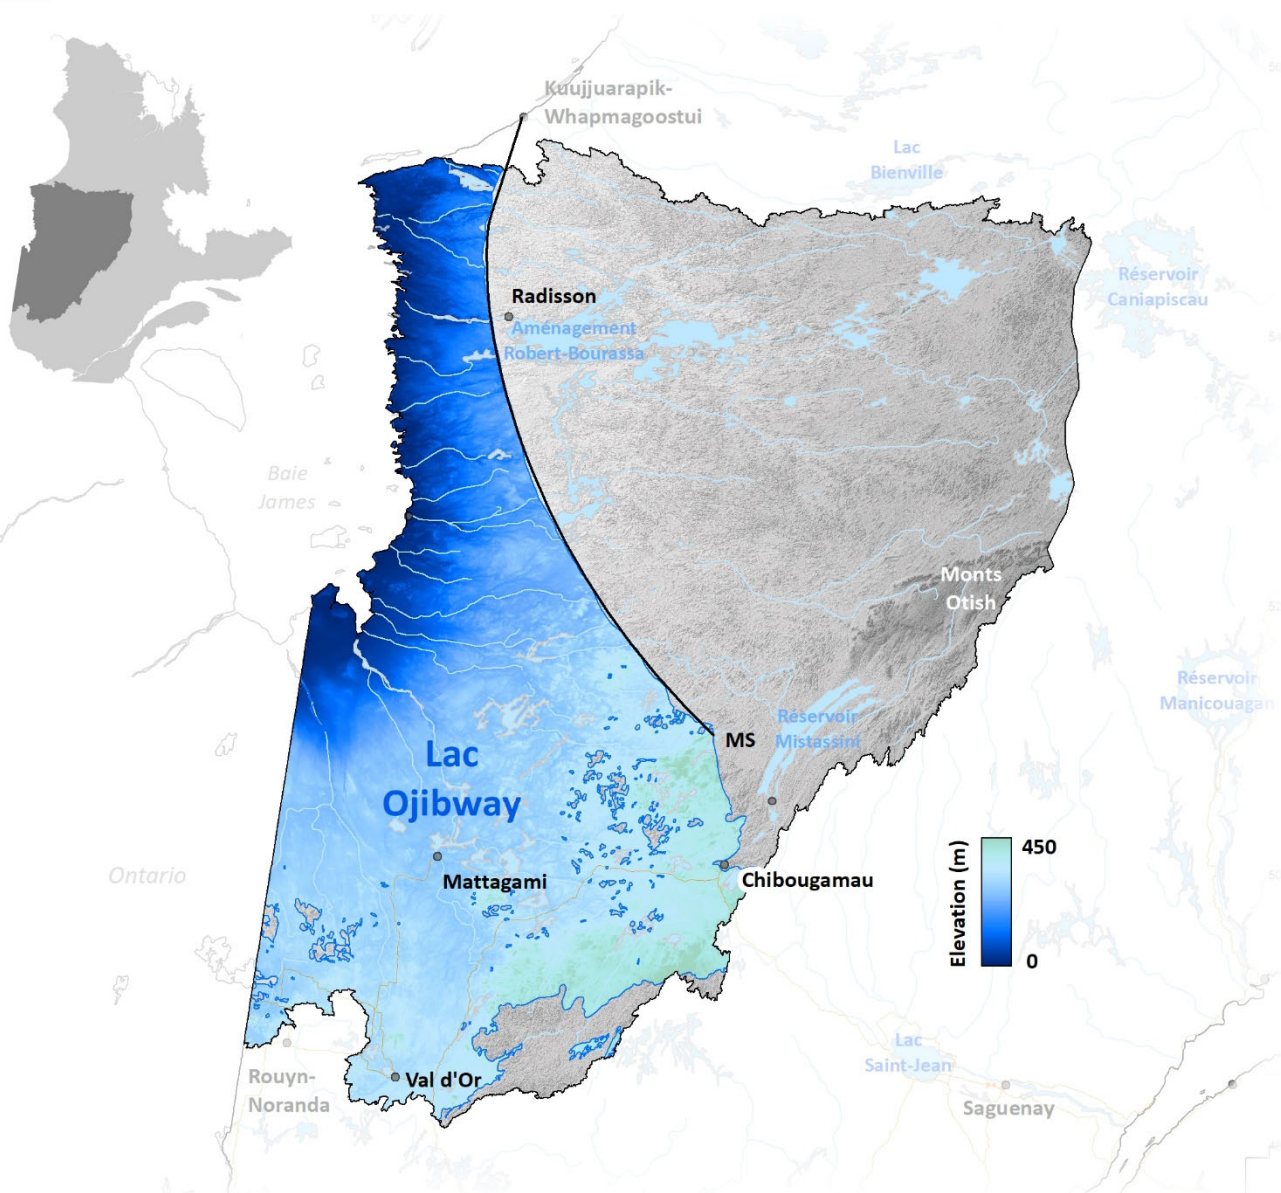 Kuujjuarapik-
Whapmagoostui
Lac
Bienville
Réservoir
Caniapiscau
Radisson
Aménagement
Robert-Bourassa
Baie
James
Monts
Otish
Réservoir
Manicouagan
Réservoir
Mistassini
MS
Lac
Ojibway
Ontario
Mattagami
Chibougamau
Elevation (m)
450
0
Lac
Saint-Jean
Val d'Or
Rouyn-
Noranda
Saguenay